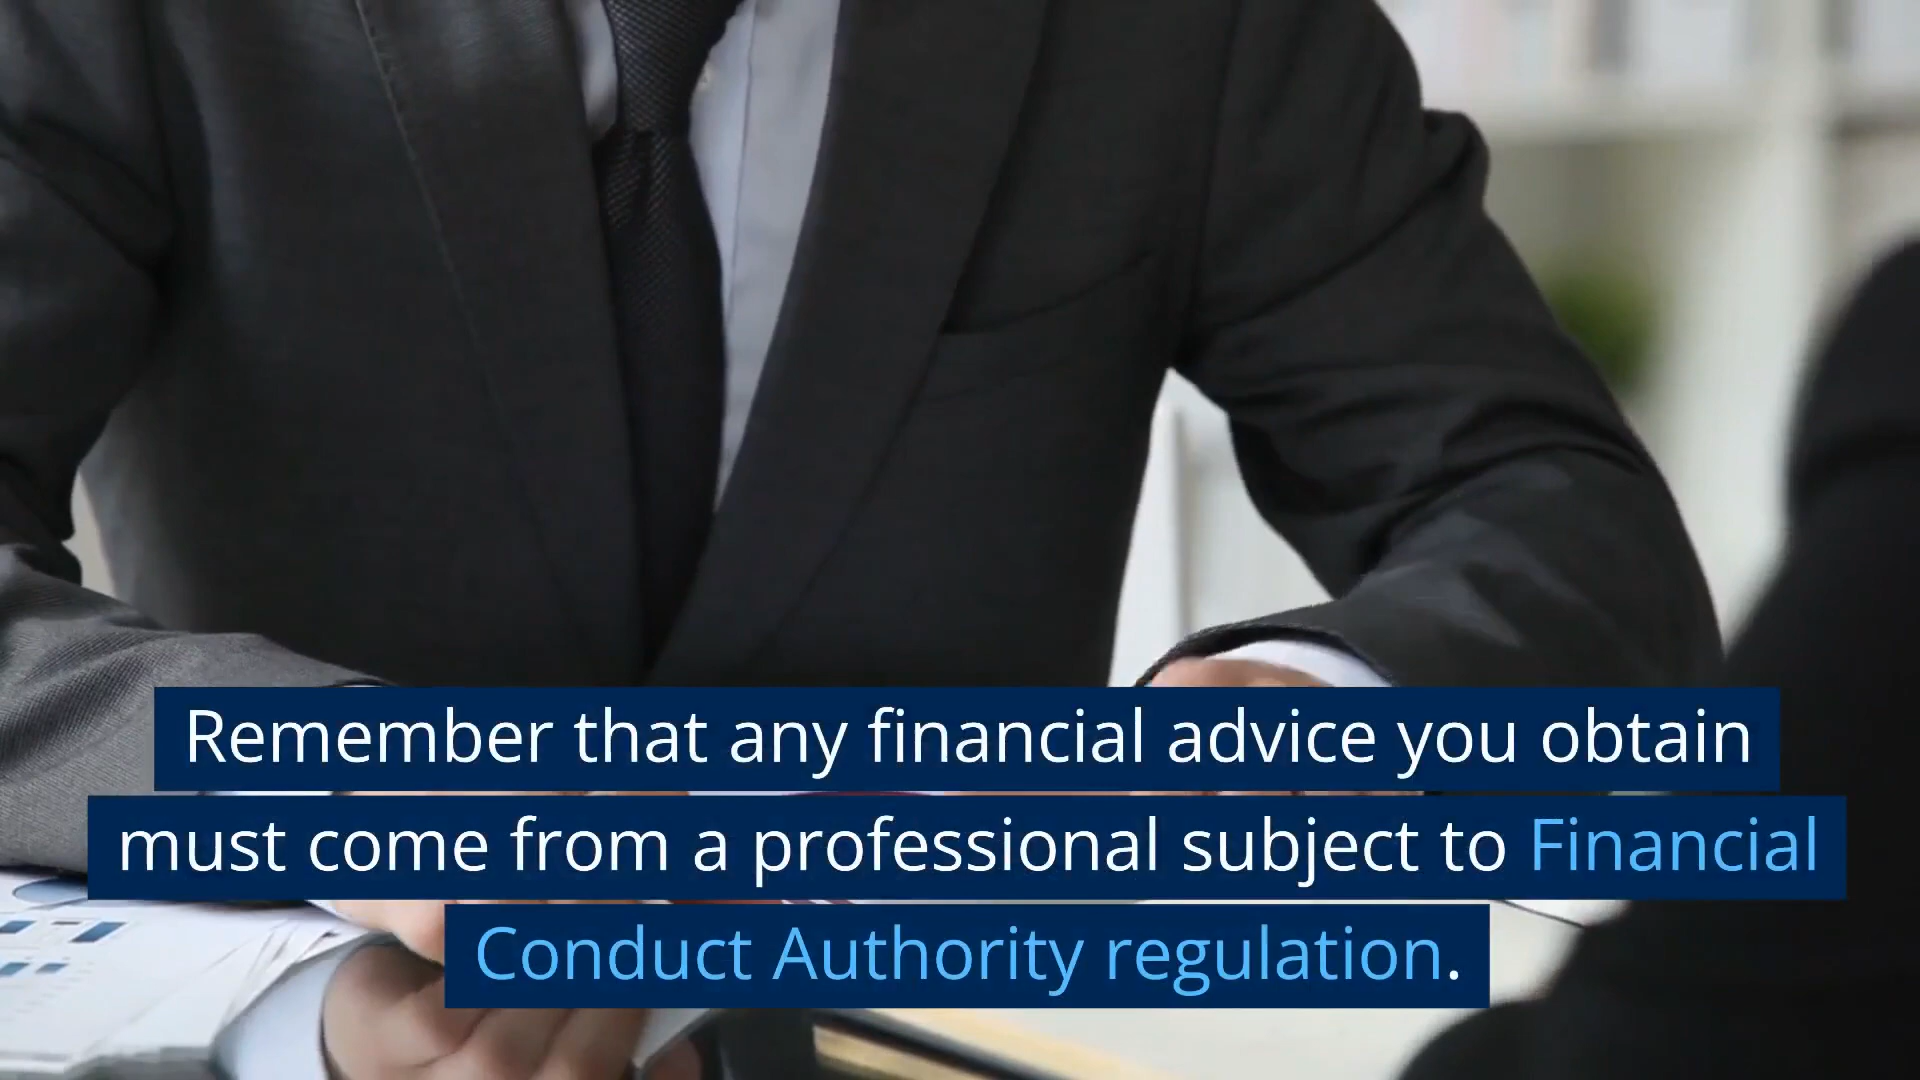 Remember that any financial advice you obtain
must come from a professional subject to Financial
Conduct Authority regulation.